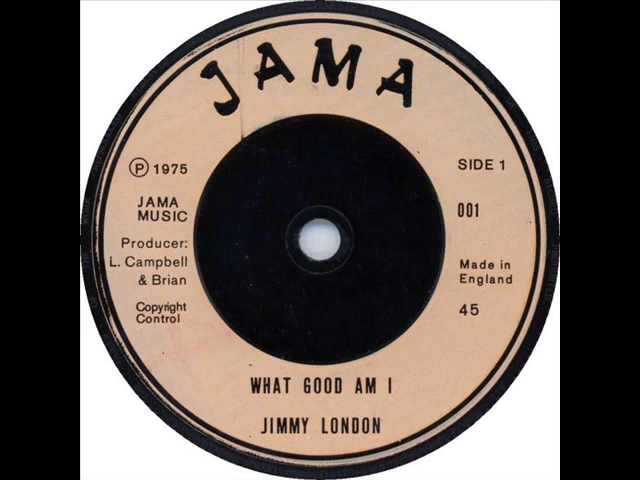 JAMA
℗ 1975
JAMA
MUSIC
Producer:
L. Campbell
& Brian
Copyright
Control
SIDE 1
001
Made in
England
45
WHAT GOOD AM I
JIMMY LONDON